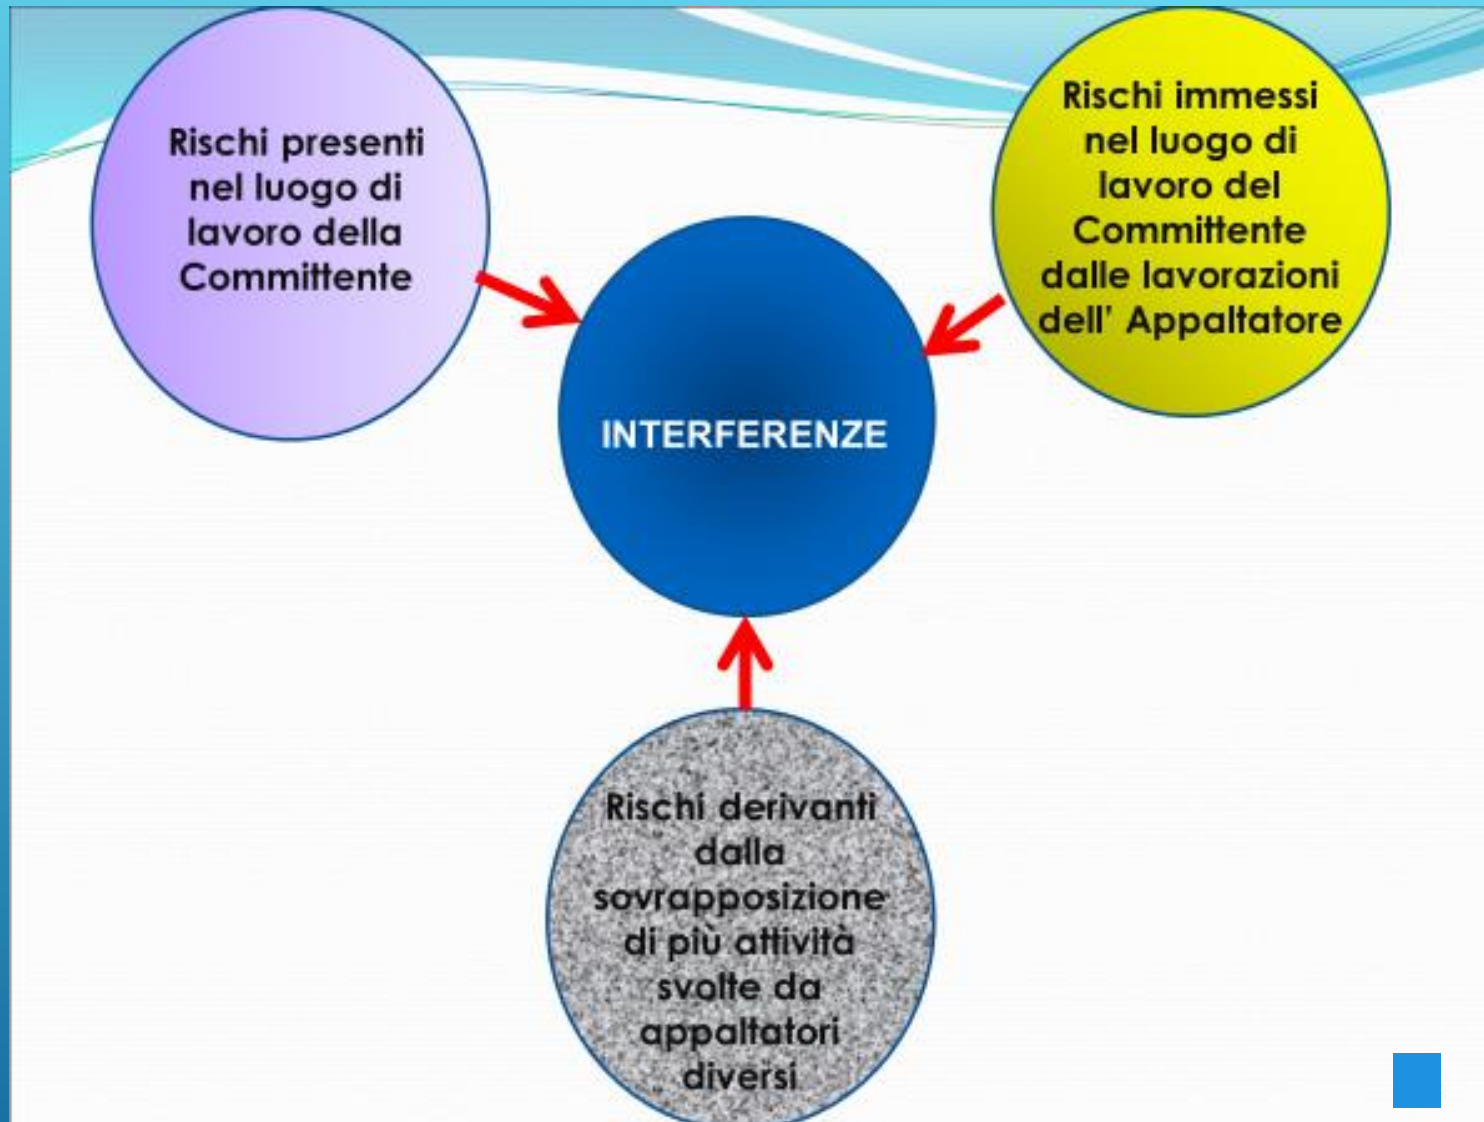 Rischi presenti
nel luogo di
lavoro della
Committente
Rischi immessi
nel luogo di
lavoro del
Committente
dalle lavorazioni
dell' Appaltatore
INTERFERENZE
Rischi derivanti
dalla
sovrapposizione
di più attività
svolte da
appaltatori
diversi